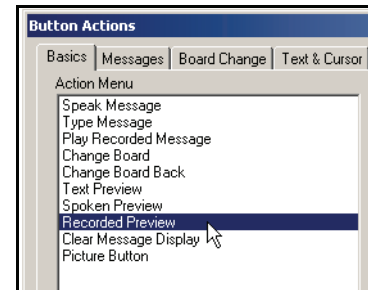 Button Actions
Basics Messages Board Change Text & Cursor
Action Menu
Speak Message
Type Message
Play Recorded Message
Change Board
Change Board Back
Text Preview
Spoken Preview
Recorded Preview
Clear Message Display
Picture Button